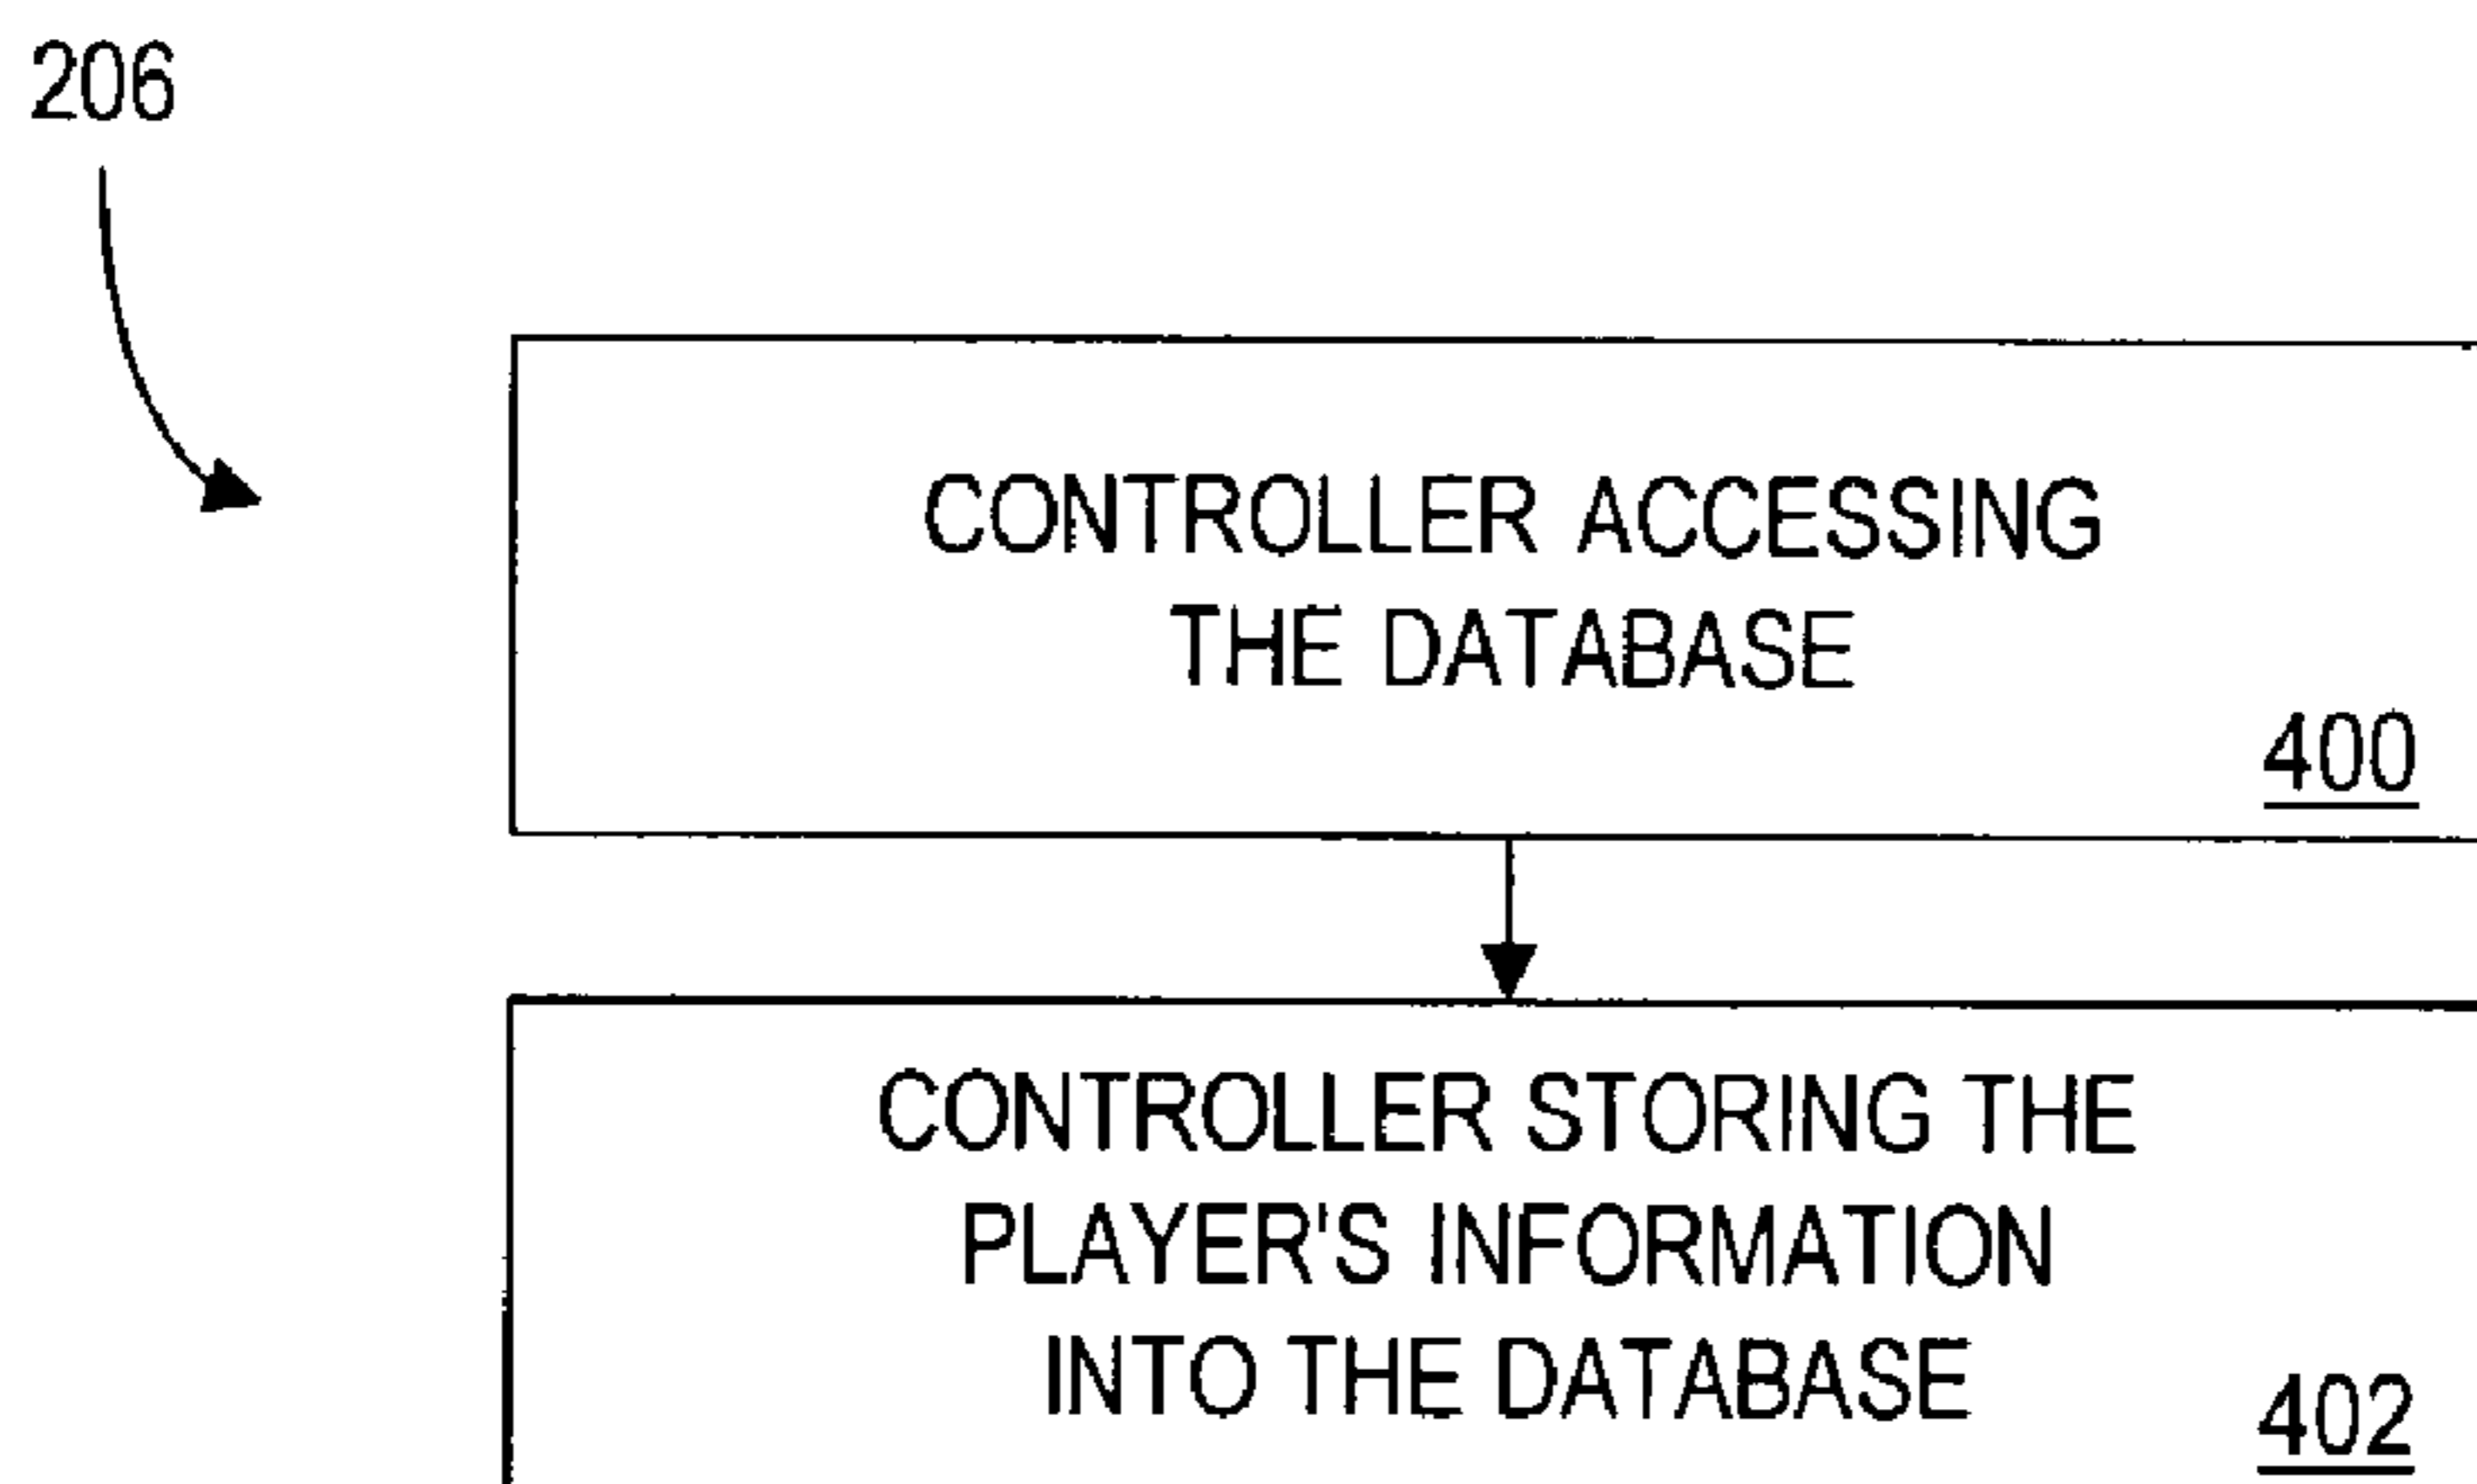 206
CONTROLLER ACCESSING
THE DATABASE
400
CONTROLLER STORING THE
PLAYER'S INFORMATION
INTO THE DATABASE
402